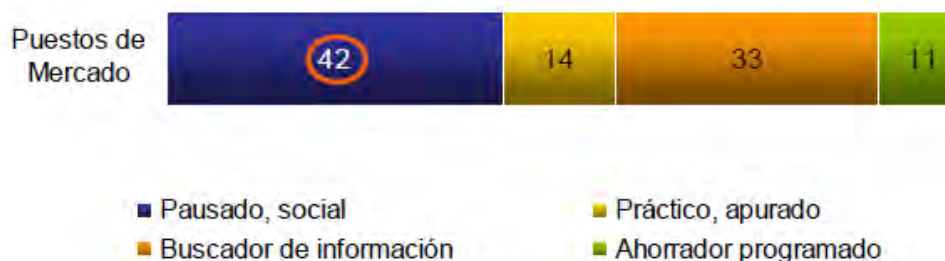 Puestos de
Mercado
42
14
33
11
Pausado, social
Práctico, apurado
Buscador de información
Ahorrador programado